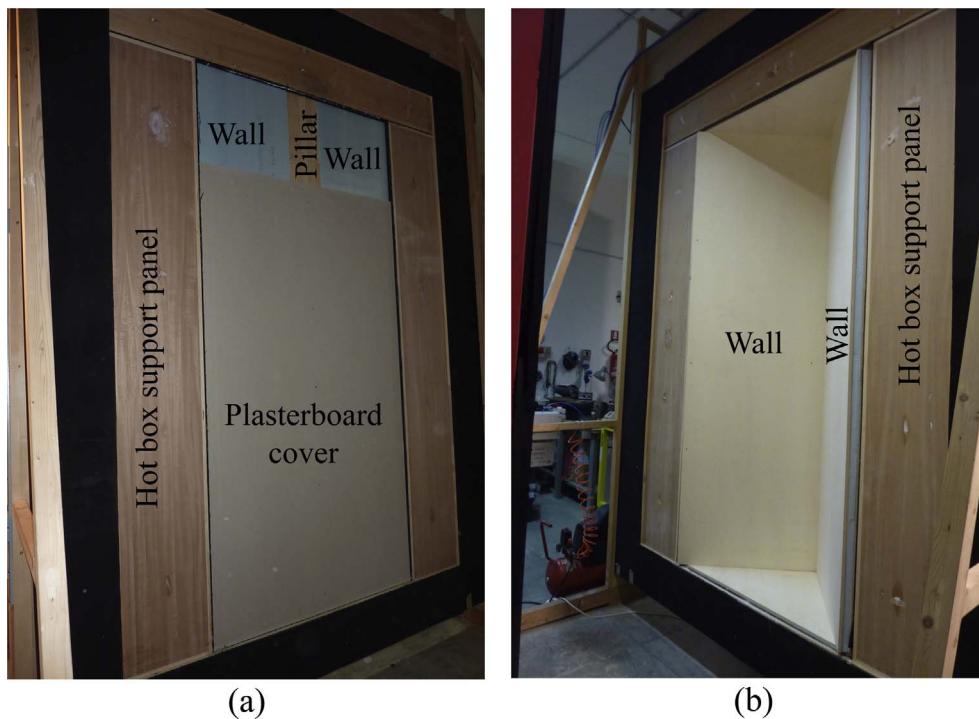 Wall
Pillar
Wall
Hot box support panel
Plasterboard
cover
(a)
Wall
Wall
Hot box support panel
(b)